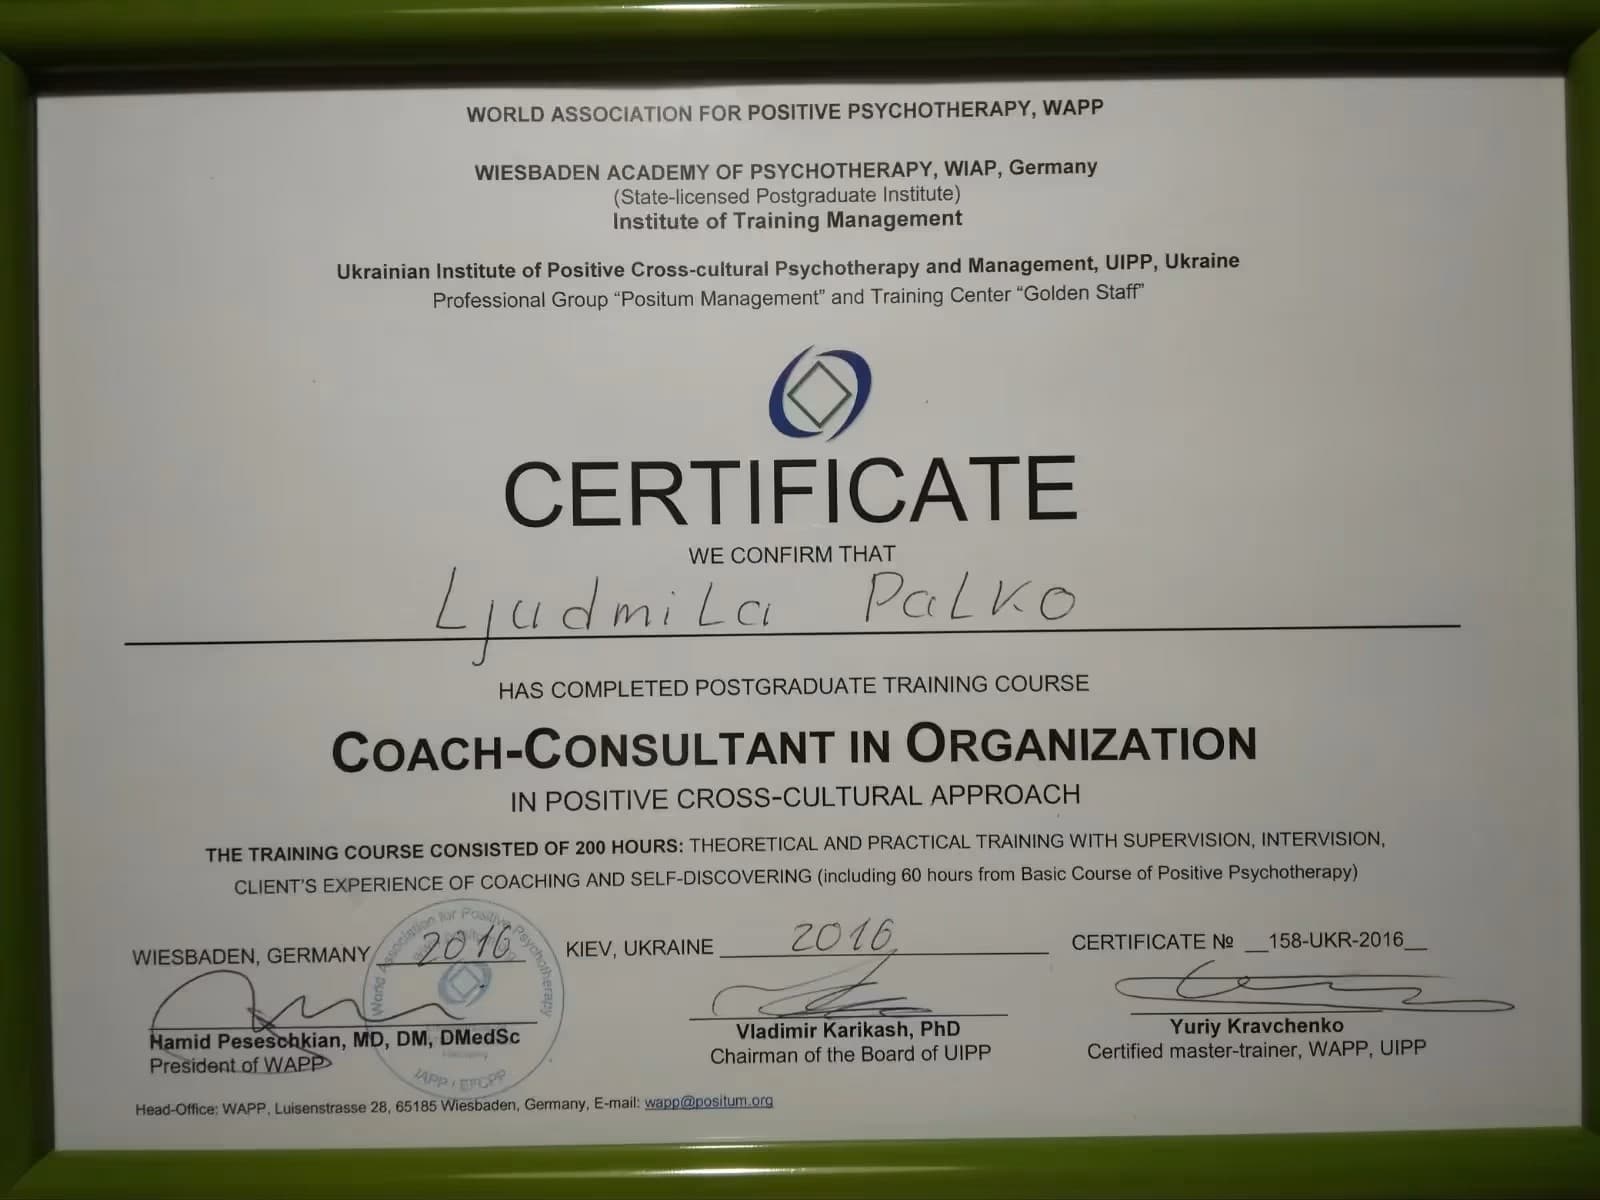 WORLD ASSOCIATION FOR POSITIVE PSYCHOTHERAPY, WAPP
WIESBADEN ACADEMY OF PSYCHOTHERAPY, WIAP, Germany
(State-licensed Postgraduate Institute)
Institute of Training Management
Ukrainian Institute of Positive Cross-cultural Psychotherapy and Management, UIPP, Ukraine
Professional Group “Positum Management” and Training Center “Golden Staff”
CERTIFICATE
WE CONFIRM THAT
Ljudmila Palko
HAS COMPLETED POSTGRADUATE TRAINING COURSE
COACH-CONSULTANT IN ORGANIZATION
IN POSITIVE CROSS-CULTURAL APPROACH
THE TRAINING COURSE CONSISTED OF 200 HOURS: THEORETICAL AND PRACTICAL TRAINING WITH SUPERVISION, INTERVISION,
CLIENT’S EXPERIENCE OF COACHING AND SELF-DISCOVERING (including 60 hours from Basic Course of Positive Psychotherapy)
WIESBADEN, GERMANY 2016 KIEV, UKRAINE 2016 CERTIFICATE № __158-UKR-2016__
World Association for Positive Psychotherapy
Hamid Peseschkian, MD, DM, DMedSc
President of WAPP
Vladimir Karikash, PhD
Chairman of the Board of UIPP
Yuriy Kravchenko
Certified master-trainer, WAPP, UIPP
Head-Office: WAPP, Luisenstrasse 28, 65185 Wiesbaden, Germany, E-mail: wapp@positum.org